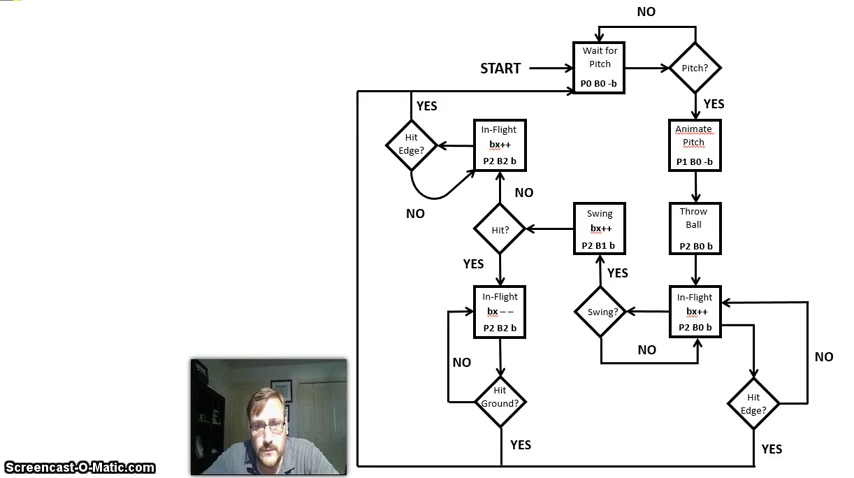 NO
Wait for
Pitch
P0 B0 -b
START
Pitch?
YES
YES
Hit
Edge?
In-Flight
bx++
P2 B2 b
Animate
Pitch
P1 B0 -b
NO
NO
Hit?
Swing
bx++
P2 B1 b
Throw
Ball
P2 B0 b
YES
YES
In-Flight
bx – –
P2 B2 b
Swing?
In-Flight
bx++
P2 B0 b
NO
NO
NO
Hit
Ground?
Hit
Edge?
YES
YES
Screencast-O-Matic.com